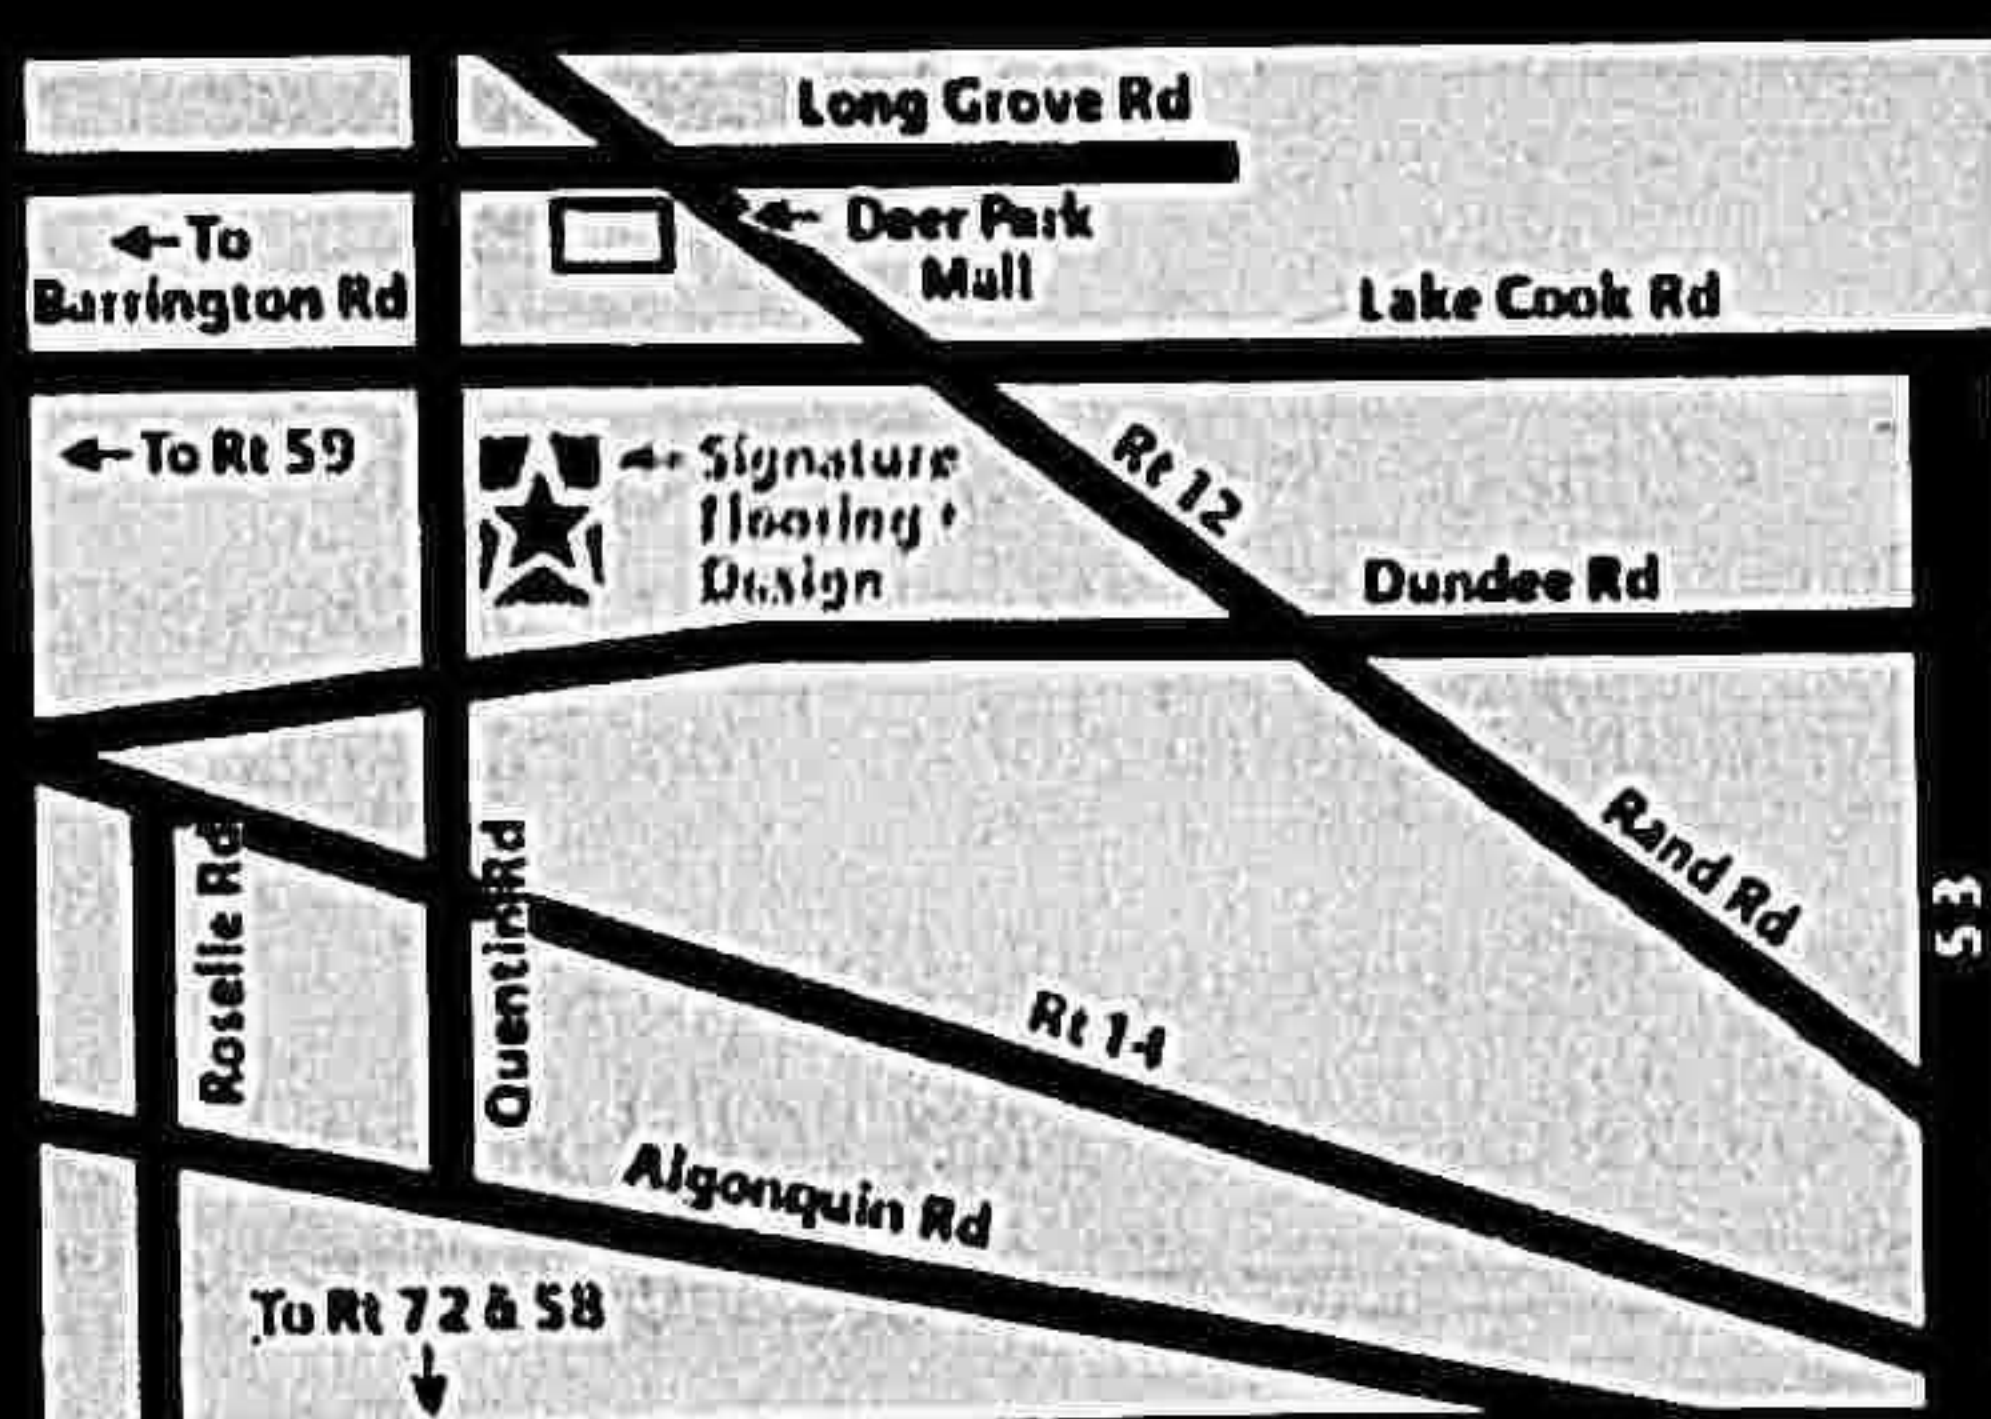 Long Grove Rd
To
Barrington Rd
Deer Park
Mall
Lake Cook Rd
To Rt 59
Signature
Flooring +
Design
Rt 12
Dundee Rd
Rand Rd
53
Roselle Rd
Quentin Rd
Rt 14
Algonquin Rd
To Rt 72 & 58